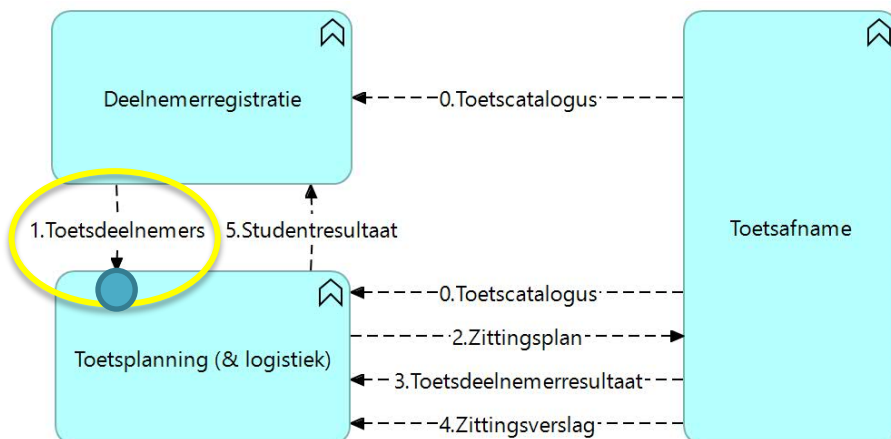 Deelnemerregistratie
0.Toetscatalogus
1.Toetsdeelnemers
5.Studentresultaat
Toetsafname
0.Toetscatalogus
2.Zittingsplan
Toetsplanning (& logistiek)
3.Toetsdeelnemerresultaat
4.Zittingsverslag